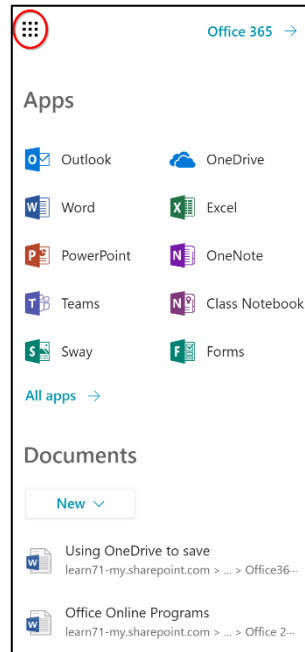 Office 365 →
Apps
Outlook OneDrive
Word Excel
PowerPoint OneNote
Teams Class Notebook
Sway Forms
All apps →
Documents
New
Using OneDrive to save
learn71-my.sharepoint.com > ... > Office36...
Office Online Programs
learn71-my.sharepoint.com > ... > Office 2...